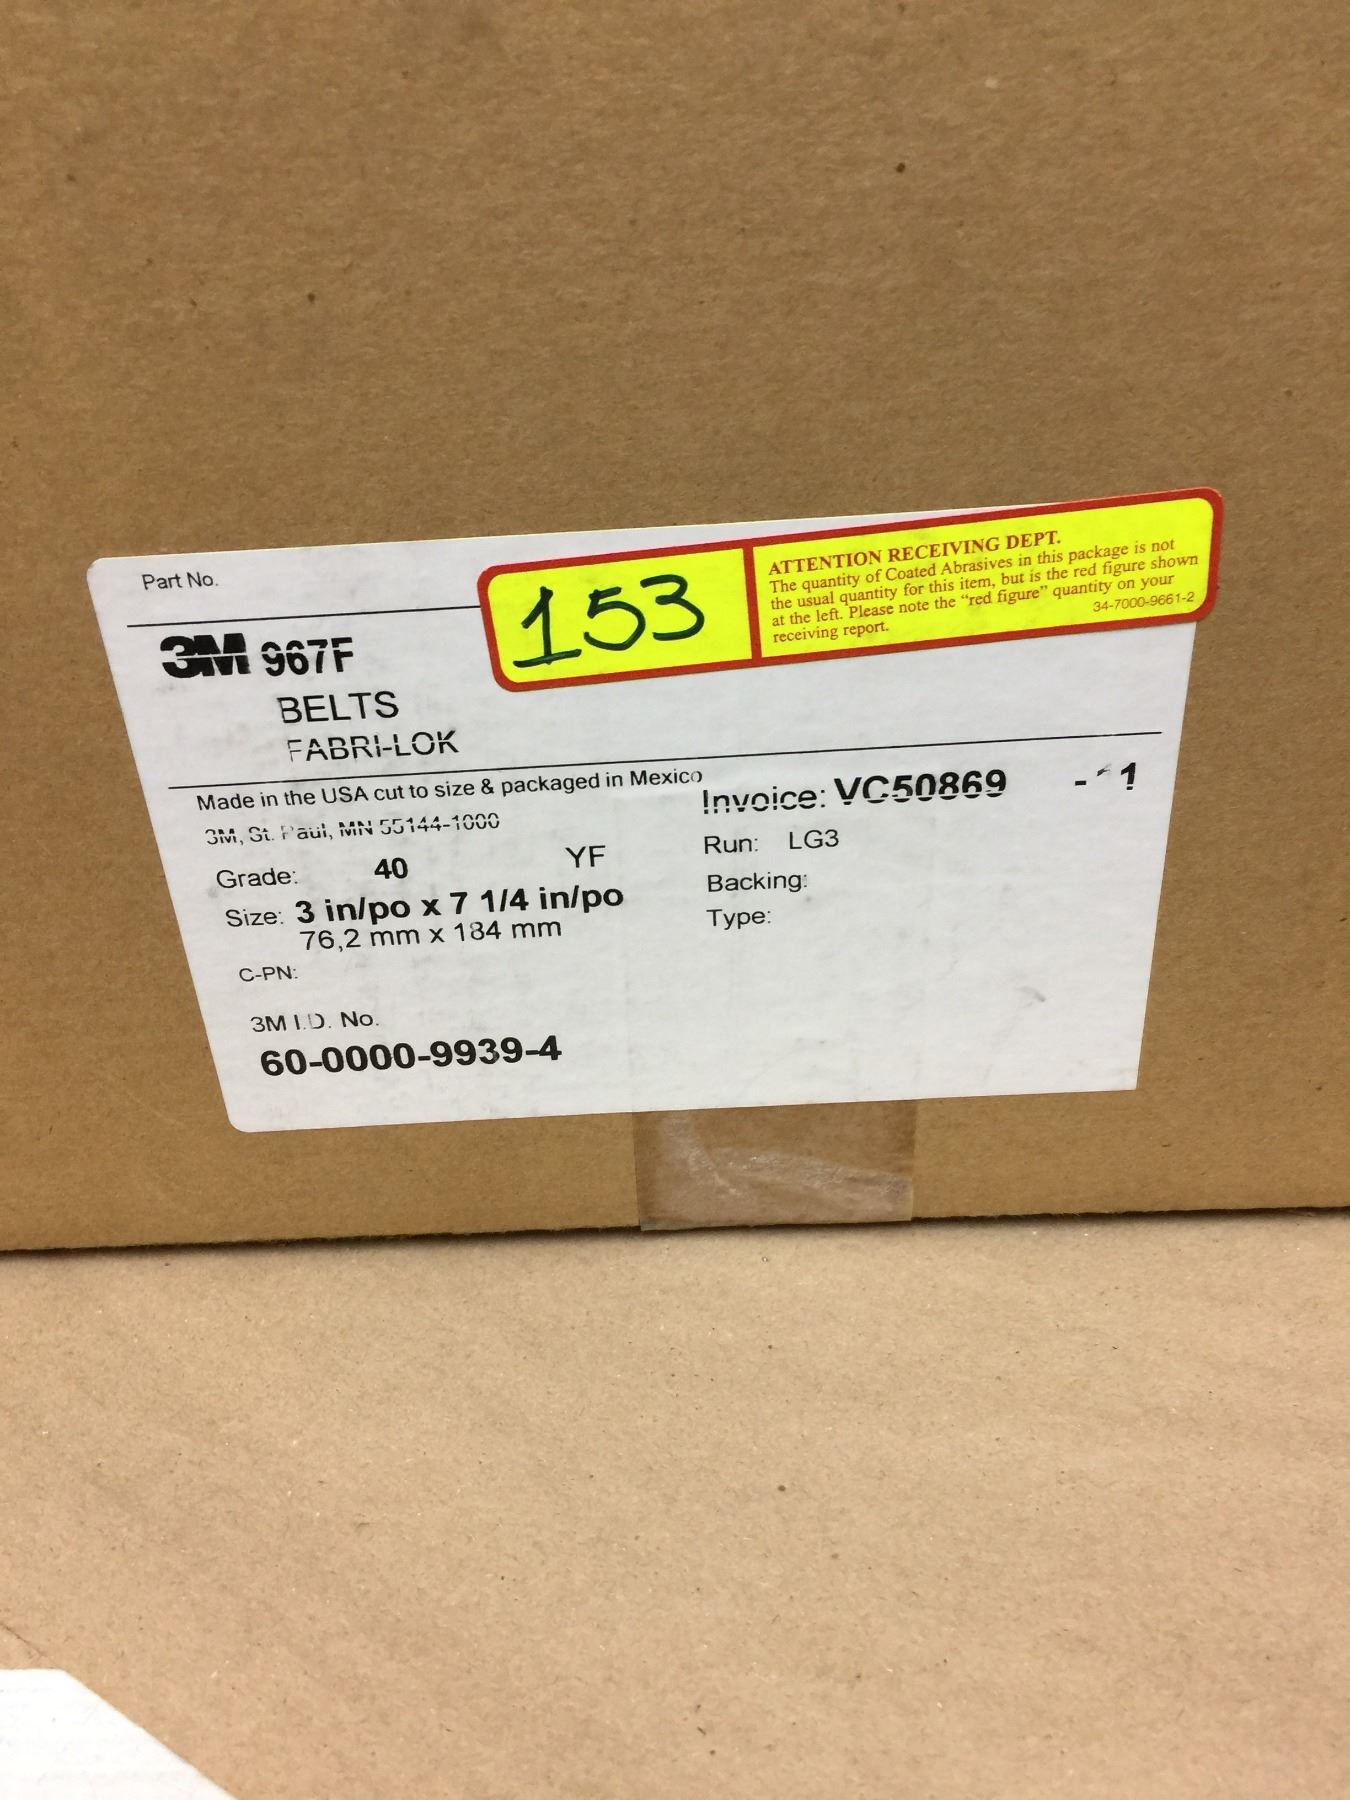 Part No.
153
ATTENTION RECEIVING DEPT.
The quantity of Coated Abrasives in this package is not
the usual quantity for this item, but is the red figure shown
at the left. Please note the "red figure" quantity on your
receiving report.
34-7000-9661-2
3M 967F
BELTS
FABRI-LOK
Made in the USA cut to size & packaged in Mexico
3M, St. Paul, MN 55144-1000
Invoice: VC50869
Run: LG3
Backing:
Type:
Grade: 40 YF
Size: 3 in/po x 7 1/4 in/po
76,2 mm x 184 mm
C-PN:
3M I.D. No.
60-0000-9939-4